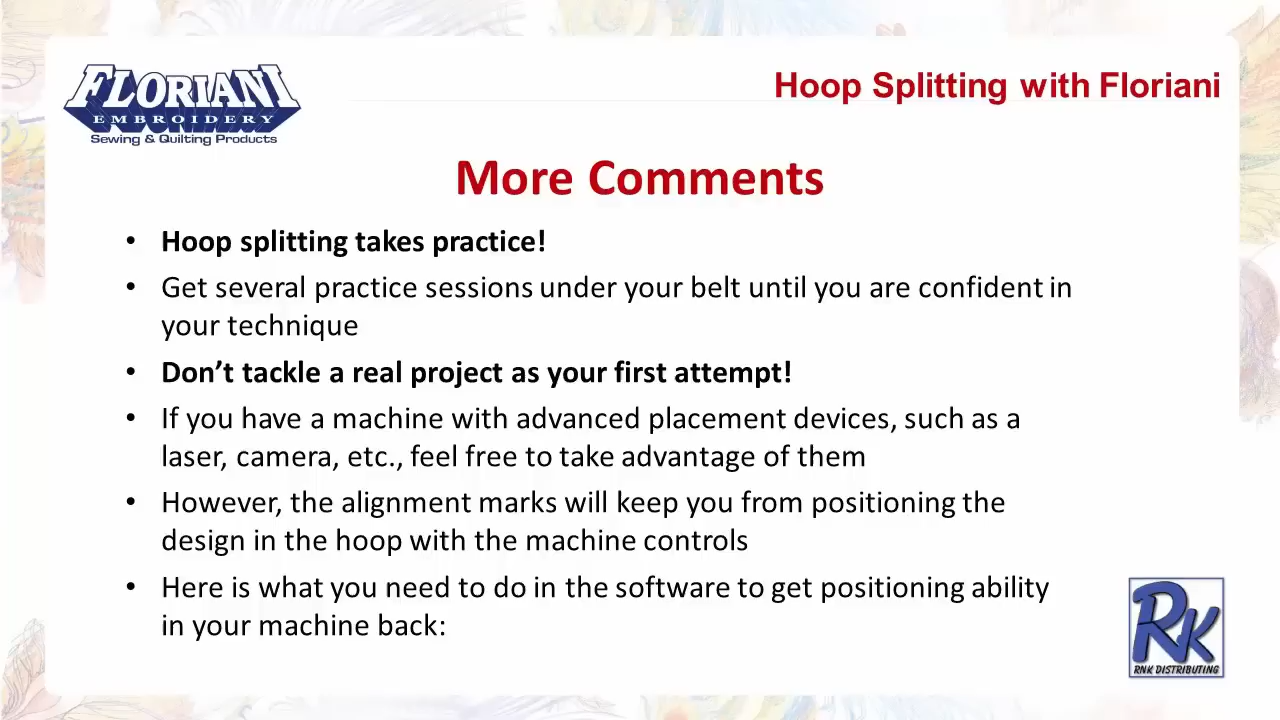 FLORIANI
EMBROIDERY
Sewing & Quilting Products
Hoop Splitting with Floriani
More Comments
• Hoop splitting takes practice!
• Get several practice sessions under your belt until you are confident in
your technique
• Don’t tackle a real project as your first attempt!
• If you have a machine with advanced placement devices, such as a
laser, camera, etc., feel free to take advantage of them
• However, the alignment marks will keep you from positioning the
design in the hoop with the machine controls
• Here is what you need to do in the software to get positioning ability
in your machine back:
RK
RNK DISTRIBUTING